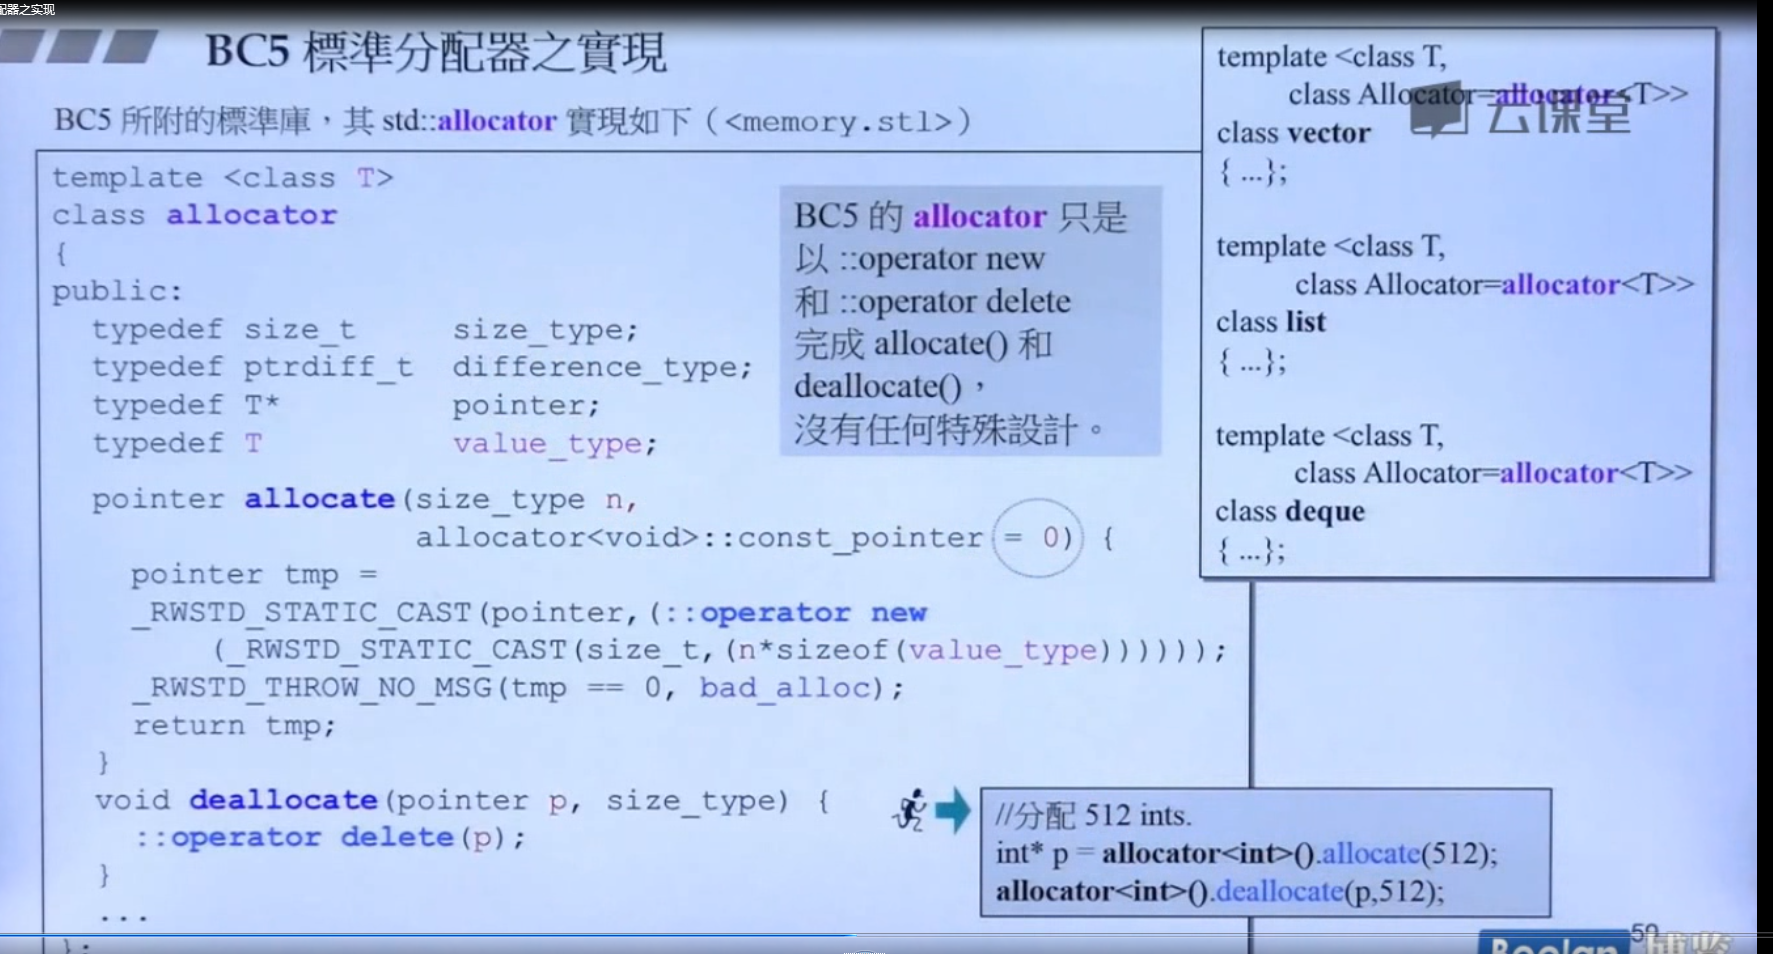 配器之实现
BC5 標準分配器之實現
BC5 所附的標準庫，其 std::allocator 實現如下（<memory.stl>）
template <class T>
class allocator
{
public:
typedef size_t size_type;
typedef ptrdiff_t difference_type;
typedef T* pointer;
typedef T value_type;
pointer allocate(size_type n,
allocator<void>::const_pointer = 0) {
pointer tmp =
_RWSTD_STATIC_CAST(pointer,(::operator new
(_RWSTD_STATIC_CAST(size_t,(n*sizeof(value_type))))));
_RWSTD_THROW_NO_MSG(tmp == 0, bad_alloc);
return tmp;
}
void deallocate(pointer p, size_type) {
::operator delete(p);
}
...
};
BC5 的 allocator 只是
以 ::operator new
和 ::operator delete
完成 allocate() 和
deallocate()，
沒有任何特殊設計。
template <class T,
class Allocator=allocator<T>>
class vector
{ ...};
template <class T,
class Allocator=allocator<T>>
class list
{ ...};
template <class T,
class Allocator=allocator<T>>
class deque
{ ...};
云课堂
//分配 512 ints.
int* p = allocator<int>().allocate(512);
allocator<int>().deallocate(p,512);
59
Boolan 博览